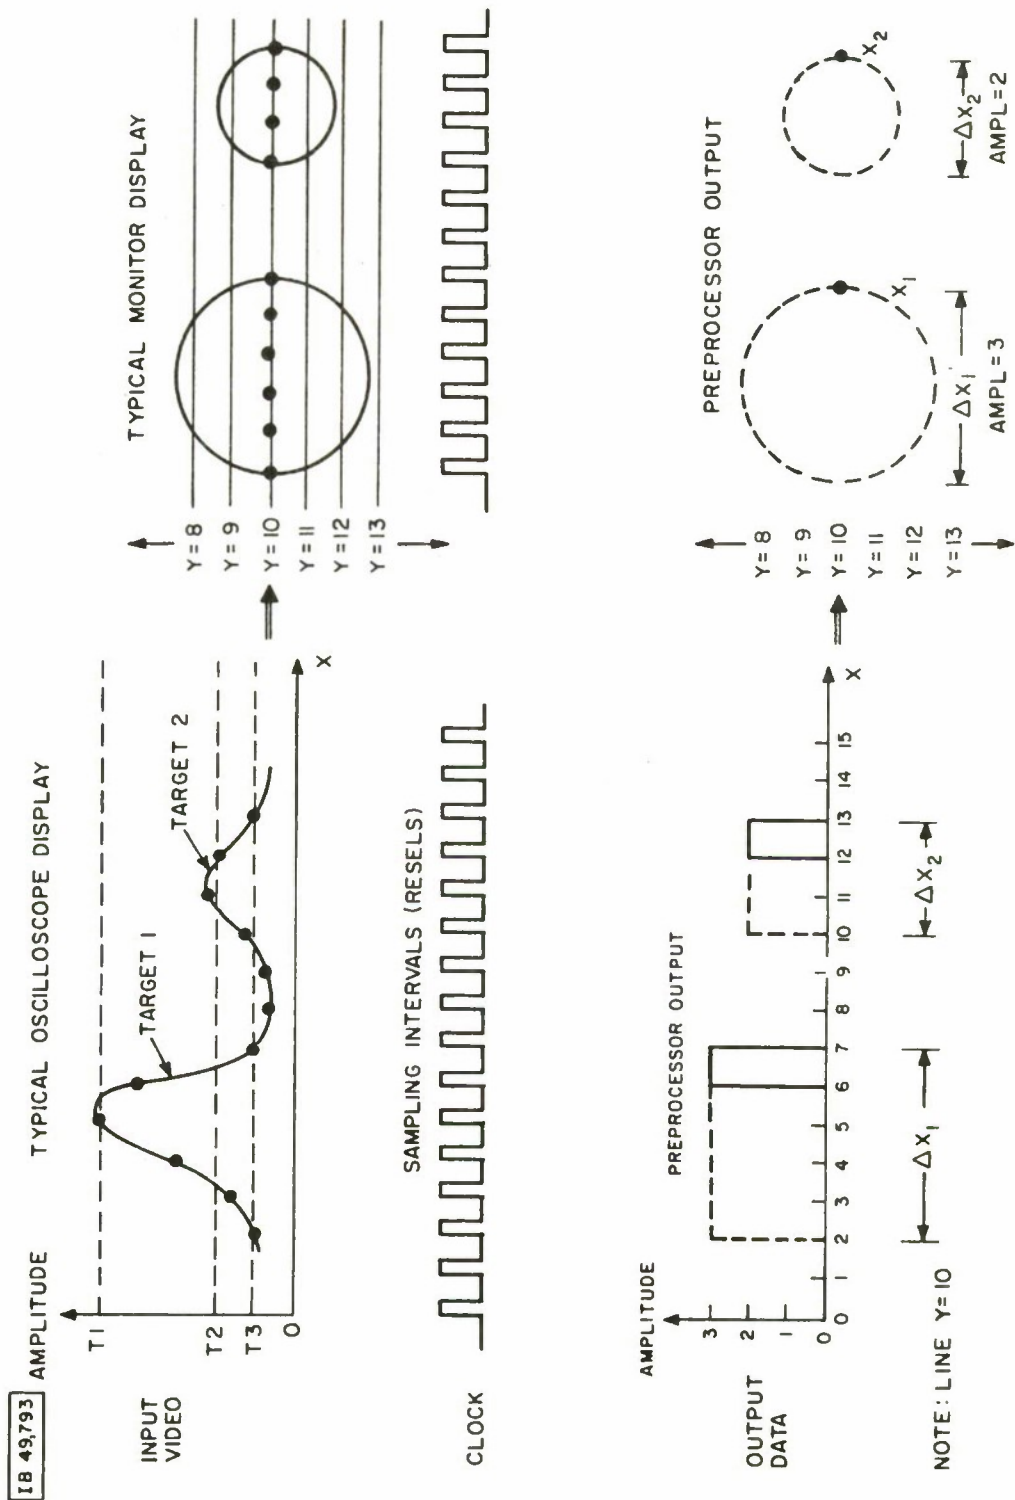 IB 49,793
TYPICAL OSCILLOSCOPE DISPLAY
AMPLITUDE
INPUT
VIDEO
T1
T2
T3
0
TARGET 1
TARGET 2
X
TYPICAL MONITOR DISPLAY
Y = 8
Y = 9
Y = 10
Y = 11
Y = 12
Y = 13
SAMPLING INTERVALS (RESELS)
CLOCK
PREPROCESSOR OUTPUT
AMPLITUDE
OUTPUT
DATA
3
2
1
0
0 1 2 3 4 5 6 7 8 9 10 11 12 13 14 15
X
ΔX₁
ΔX₂
NOTE: LINE Y=10
PREPROCESSOR OUTPUT
Y = 8
Y = 9
Y = 10
Y = 11
Y = 12
Y = 13
X₁
X₂
ΔX₁
ΔX₂
AMPL=3
AMPL=2